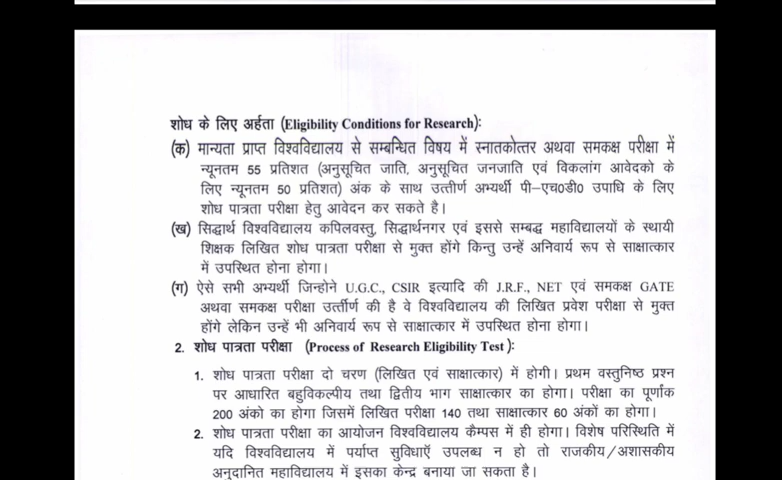 शोध के लिए अर्हता (Eligibility Conditions for Research):
(क) मान्यता प्राप्त विश्वविद्यालय से सम्बन्धित विषय में स्नातकोत्तर अथवा समकक्ष परीक्षा में
न्यूनतम 55 प्रतिशत (अनुसूचित जाति, अनुसूचित जनजाति एवं विकलांग आवेदको के
लिए न्यूनतम 50 प्रतिशत) अंक के साथ उत्तीर्ण अभ्यर्थी पी–एच0डी0 उपाधि के लिए
शोध पात्रता परीक्षा हेतु आवेदन कर सकते है।
(ख) सिद्धार्थ विश्वविद्यालय कपिलवस्तु, सिद्धार्थनगर एवं इससे सम्बद्ध महाविद्यालयों के स्थायी
शिक्षक लिखित शोध पात्रता परीक्षा से मुक्त होंगे किन्तु उन्हें अनिवार्य रूप से साक्षात्कार
में उपस्थित होना होगा।
(ग) ऐसे सभी अभ्यर्थी जिन्होने U.G.C., CSIR इत्यादि की J.R.F., NET एवं समकक्ष GATE
अथवा समकक्ष परीक्षा उर्त्तीर्ण की है वे विश्वविद्यालय की लिखित प्रवेश परीक्षा से मुक्त
होंगे लेकिन उन्हें भी अनिवार्य रूप से साक्षात्कार में उपस्थित होना होगा।
2. शोध पात्रता परीक्षा (Process of Research Eligibility Test):
1. शोध पात्रता परीक्षा दो चरण (लिखित एवं साक्षात्कार) में होगी। प्रथम वस्तुनिष्ठ प्रश्न
पर आधारित बहुविकल्पीय तथा द्वितीय भाग साक्षात्कार का होगा। परीक्षा का पूर्णांक
200 अंको का होगा जिसमें लिखित परीक्षा 140 तथा साक्षात्कार 60 अंकों का होगा।
2. शोध पात्रता परीक्षा का आयोजन विश्वविद्यालय कैम्पस में ही होगा। विशेष परिस्थिति में
यदि विश्वविद्यालय में पर्याप्त सुविधाएँ उपलब्ध न हो तो राजकीय/अशासकीय
अनुदानित महाविद्यालय में इसका केन्द्र बनाया जा सकता है।